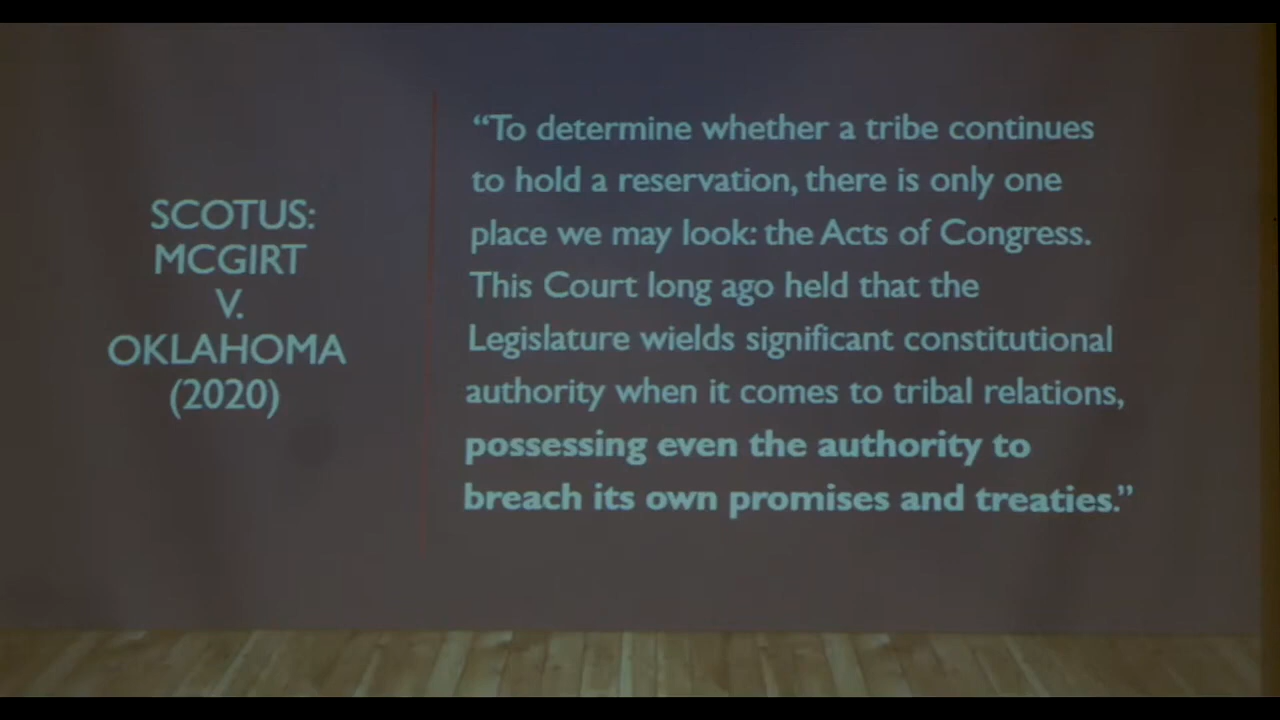 SCOTUS:
MCGIRT
V.
OKLAHOMA
(2020)
“To determine whether a tribe continues
to hold a reservation, there is only one
place we may look: the Acts of Congress.
This Court long ago held that the
Legislature wields significant constitutional
authority when it comes to tribal relations,
possessing even the authority to
breach its own promises and treaties.”